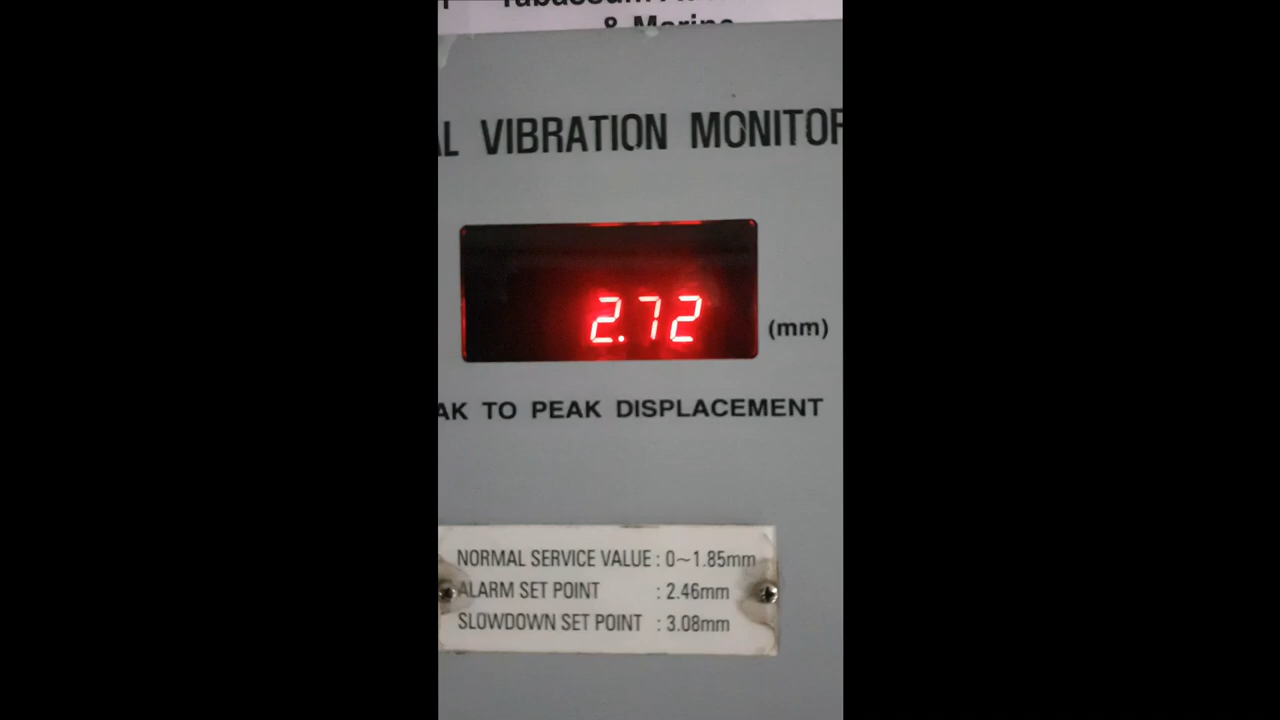 & Marine
VIBRATION MONITOR
2.72
(mm)
TO PEAK DISPLACEMENT
NORMAL SERVICE VALUE : 0~1.85mm
ALARM SET POINT : 2.46mm
SLOWDOWN SET POINT : 3.08mm